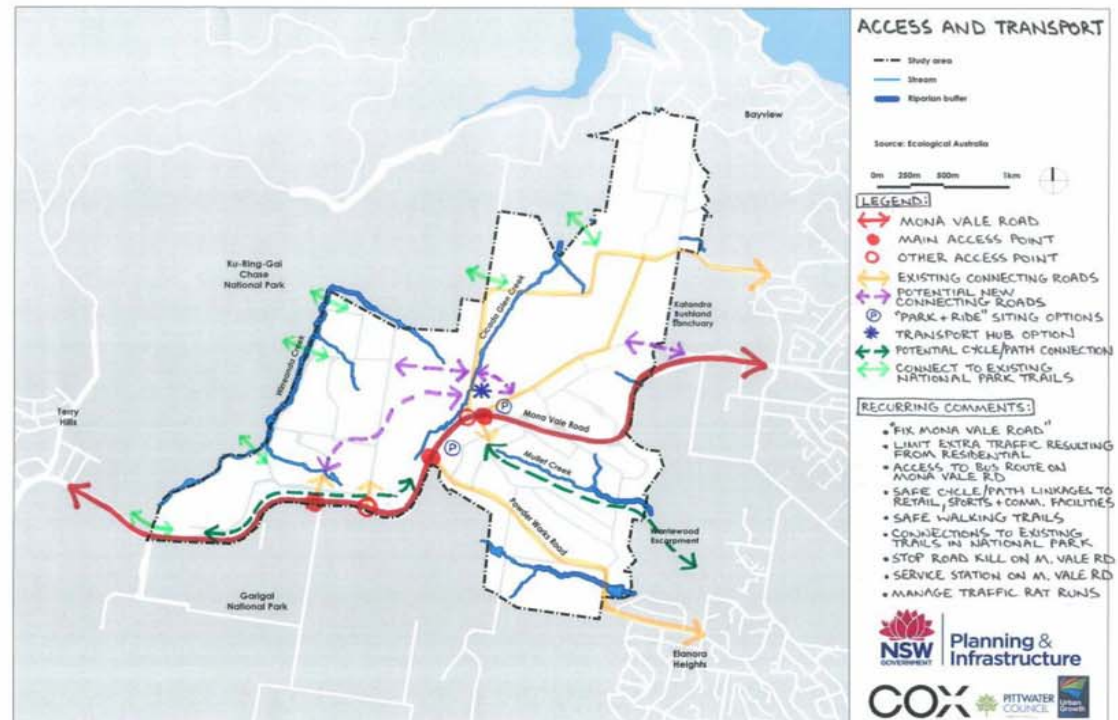 ACCESS AND TRANSPORT
Study area
Stream
Riparian buffer
Source: Ecological Australia
0m 250m 500m 1km
LEGEND:
MONA VALE ROAD
MAIN ACCESS POINT
OTHER ACCESS POINT
EXISTING CONNECTING ROADS
POTENTIAL NEW
CONNECTING ROADS
P "PARK + RIDE" SITING OPTIONS
TRANSPORT HUB OPTION
POTENTIAL CYCLE/PATH CONNECTION
CONNECT TO EXISTING
NATIONAL PARK TRAILS
RECURRING COMMENTS:
• "FIX MONA VALE ROAD"
• LIMIT EXTRA TRAFFIC RESULTING
FROM RESIDENTIAL
• ACCESS TO BUS ROUTE ON
MONA VALE RD
• SAFE CYCLE/PATH LINKAGES TO
RETAIL, SPORTS + COMM. FACILITIES
• SAFE WALKING TRAILS
• CONNECTIONS TO EXISTING
TRAILS IN NATIONAL PARK
• STOP ROAD KILL ON M. VALE RD
• SERVICE STATION ON M. VALE RD
• MANAGE TRAFFIC RAT RUNS
NSW
GOVERNMENT
Planning &
Infrastructure
COX
PITTWATER
COUNCIL
Urban
Growth
Bayview
Ku-Ring-Gai
Chase
National Park
Cicada Glen Creek
Katandra
Bushland
Sanctuary
Wirreanda Creek
Terry
Hills
P
Mona Vale Road
P
Mullet Creek
Powder Works Road
Warriewood
Escarpment
Garigal
National Park
Elanora
Heights